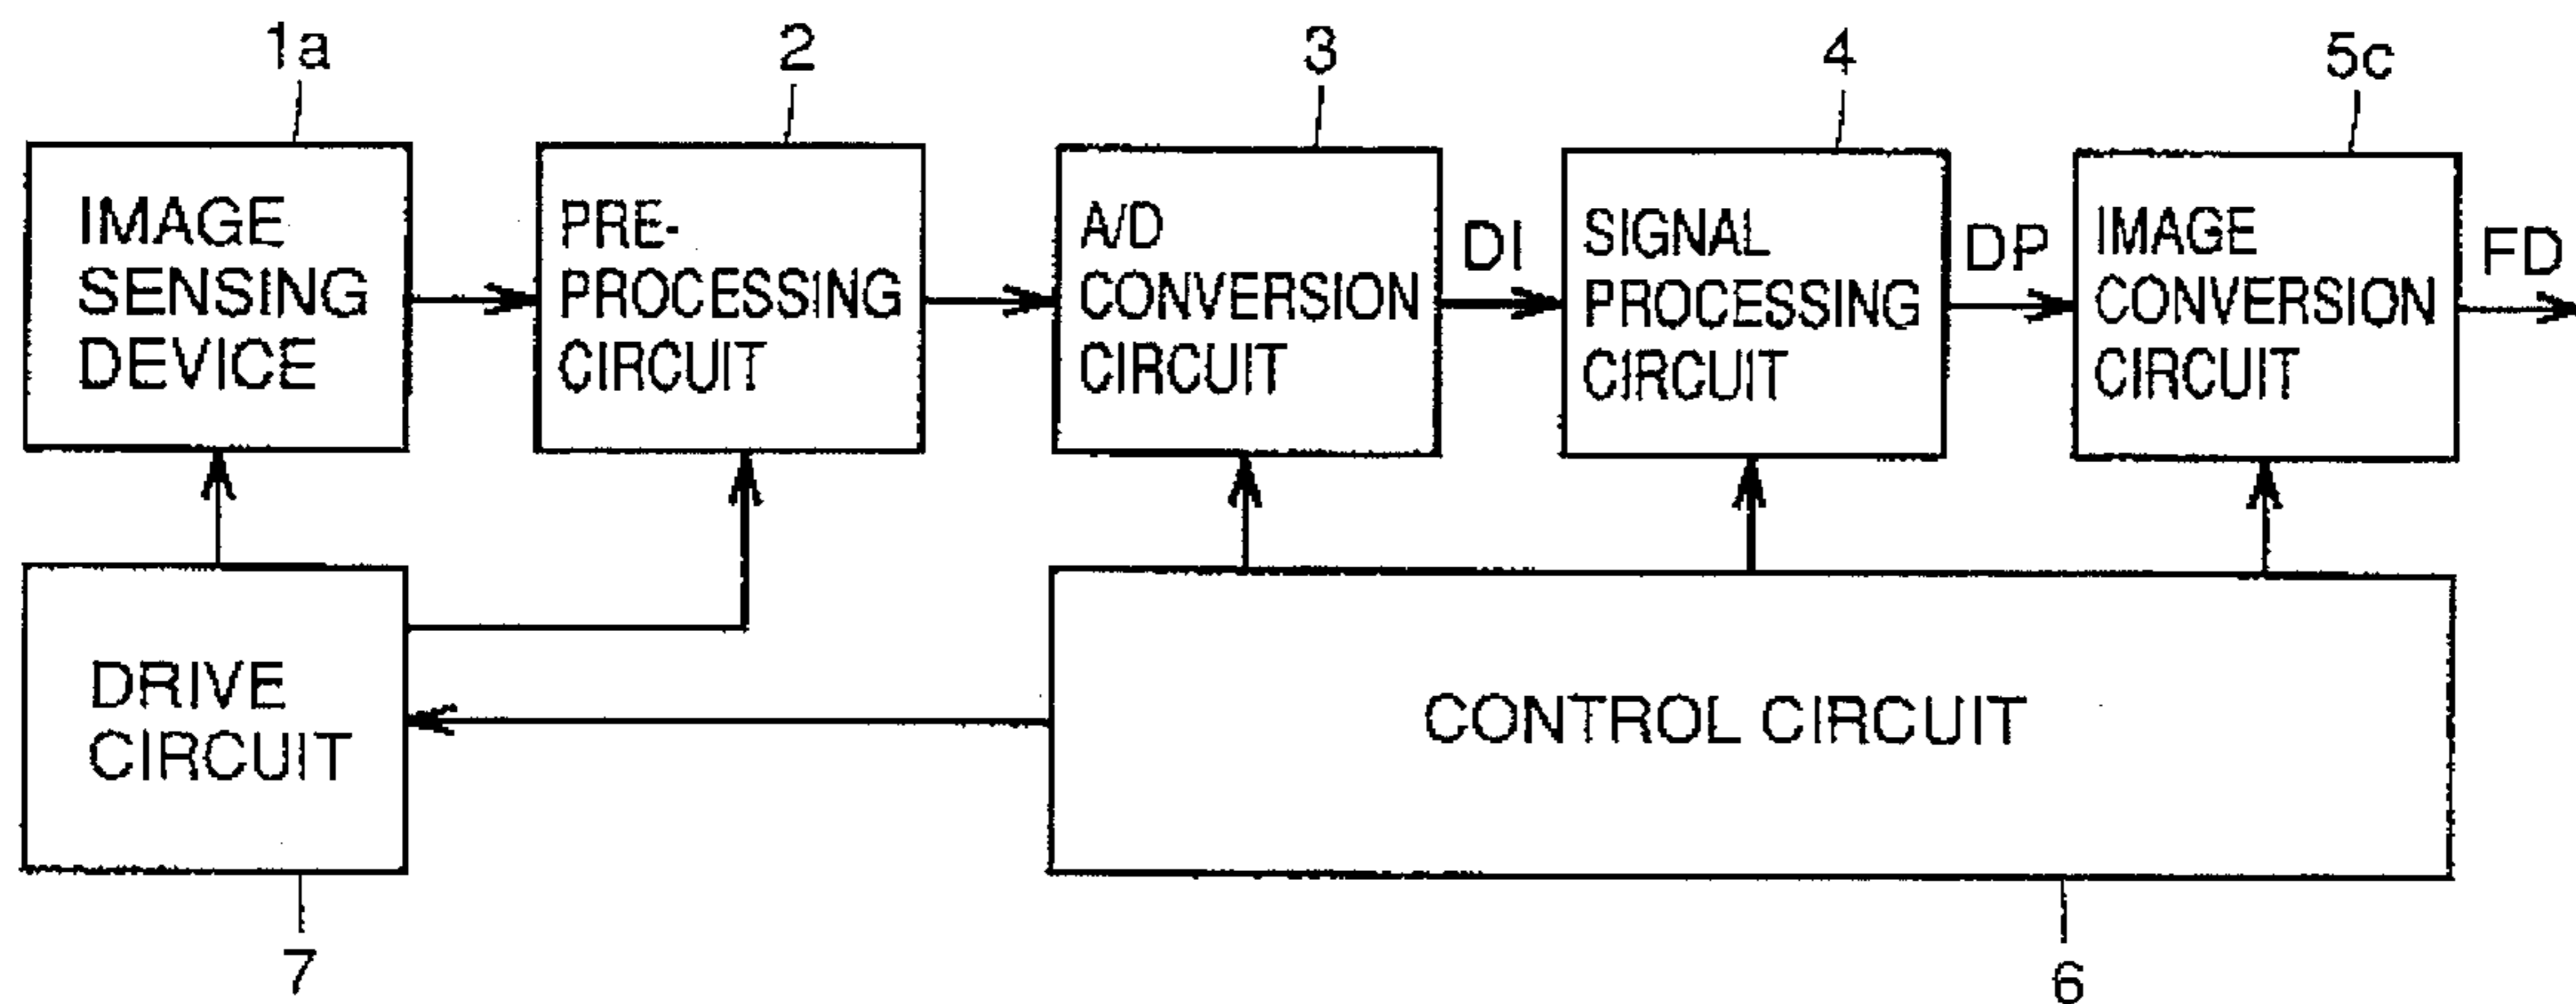 1a
2
3
4
5c
IMAGE
SENSING
DEVICE
PRE-
PROCESSING
CIRCUIT
A/D
CONVERSION
CIRCUIT
DI
SIGNAL
PROCESSING
CIRCUIT
DP
IMAGE
CONVERSION
CIRCUIT
FD
DRIVE
CIRCUIT
CONTROL CIRCUIT
7
6